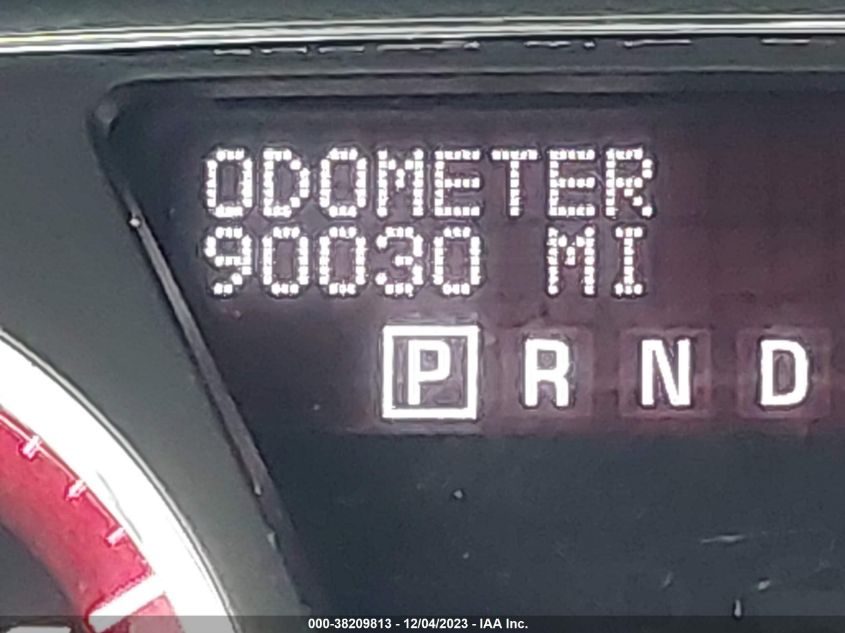 ODOMETER
90030 MI
P R N D
000-38209813 - 12/04/2023 - IAA Inc.